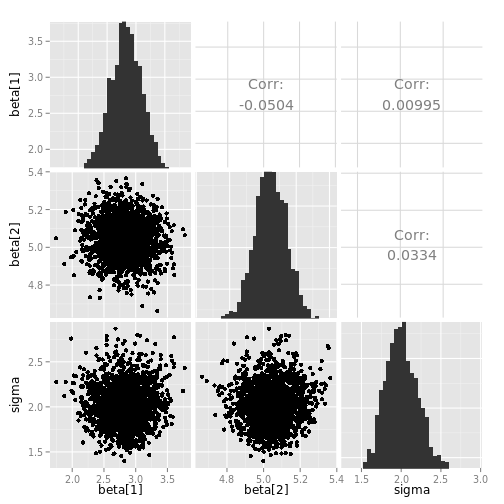 beta[1]
3.5
3.0
2.5
2.0
Corr:
-0.0504
Corr:
0.00995
beta[2]
5.4
5.2
5.0
4.8
Corr:
0.0334
sigma
2.5
2.0
1.5
2.0 2.5 3.0 3.5
4.8 5.0 5.2 5.4
1.5 2.0 2.5 3.0
beta[1] beta[2] sigma